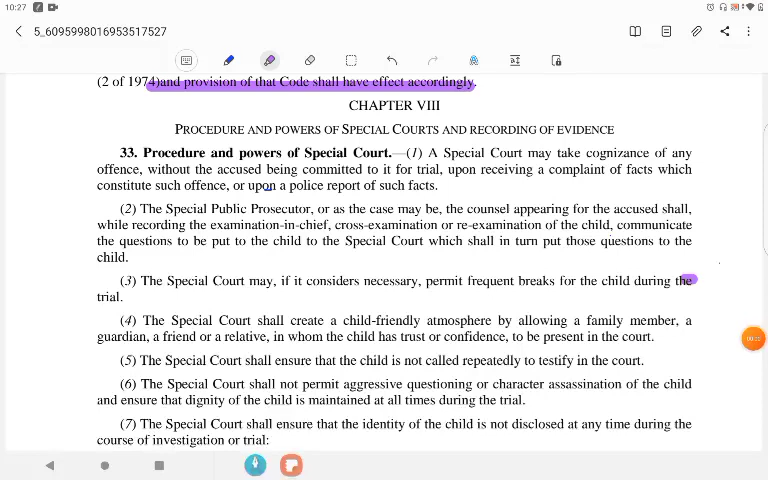 10:27
5_6095998016953517527
(2 of 1974)and provision of that Code shall have effect accordingly.
CHAPTER VIII
PROCEDURE AND POWERS OF SPECIAL COURTS AND RECORDING OF EVIDENCE
33. Procedure and powers of Special Court.—(1) A Special Court may take cognizance of any
offence, without the accused being committed to it for trial, upon receiving a complaint of facts which
constitute such offence, or upon a police report of such facts.
(2) The Special Public Prosecutor, or as the case may be, the counsel appearing for the accused shall,
while recording the examination-in-chief, cross-examination or re-examination of the child, communicate
the questions to be put to the child to the Special Court which shall in turn put those questions to the
child.
(3) The Special Court may, if it considers necessary, permit frequent breaks for the child during the
trial.
(4) The Special Court shall create a child-friendly atmosphere by allowing a family member, a
guardian, a friend or a relative, in whom the child has trust or confidence, to be present in the court.
(5) The Special Court shall ensure that the child is not called repeatedly to testify in the court.
(6) The Special Court shall not permit aggressive questioning or character assassination of the child
and ensure that dignity of the child is maintained at all times during the trial.
(7) The Special Court shall ensure that the identity of the child is not disclosed at any time during the
course of investigation or trial: